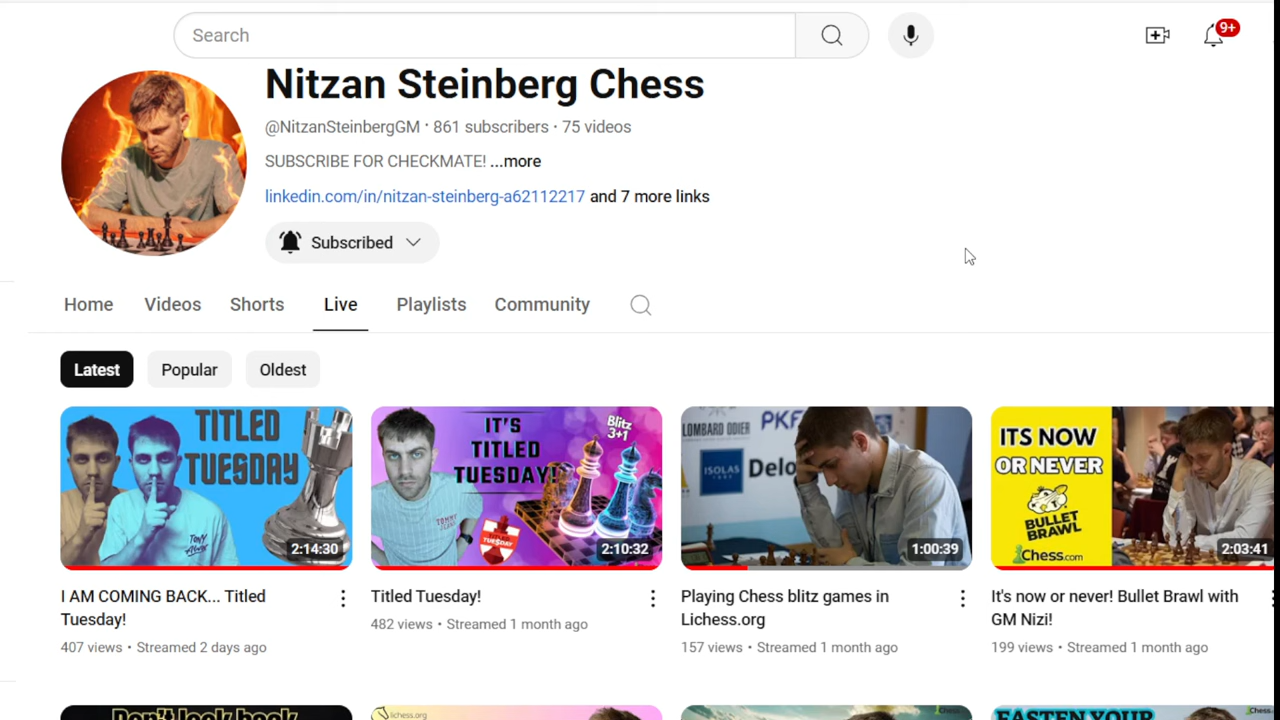 Search
9+
Nitzan Steinberg Chess
@NitzanSteinbergGM · 861 subscribers · 75 videos
SUBSCRIBE FOR CHECKMATE! ...more
linkedin.com/in/nitzan-steinberg-a62112217 and 7 more links
Subscribed
Home Videos Shorts Live Playlists Community
Latest Popular Oldest
TITLED
TUESDAY
2:14:30
IT'S
TITLED
TUESDAY!
Blitz
3+1
2:10:32
LOMBARD ODIER
PKF
ISOLAS
Delo
1:00:39
ITS NOW
OR NEVER
BULLET
BRAWL
Chess.com
2:03:41
I AM COMING BACK... Titled
Tuesday!
407 views • Streamed 2 days ago
Titled Tuesday!
482 views • Streamed 1 month ago
Playing Chess blitz games in
Lichess.org
157 views • Streamed 1 month ago
It's now or never! Bullet Brawl with
GM Nizi!
199 views • Streamed 1 month ago
Don't look back
lichess.org
FASTEN YOUR